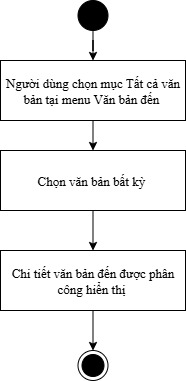 Người dùng chọn mục Tất cả văn
bản tại menu Văn bản đến
Chọn văn bản bất kỳ
Chi tiết văn bản đến được phân
công hiển thị